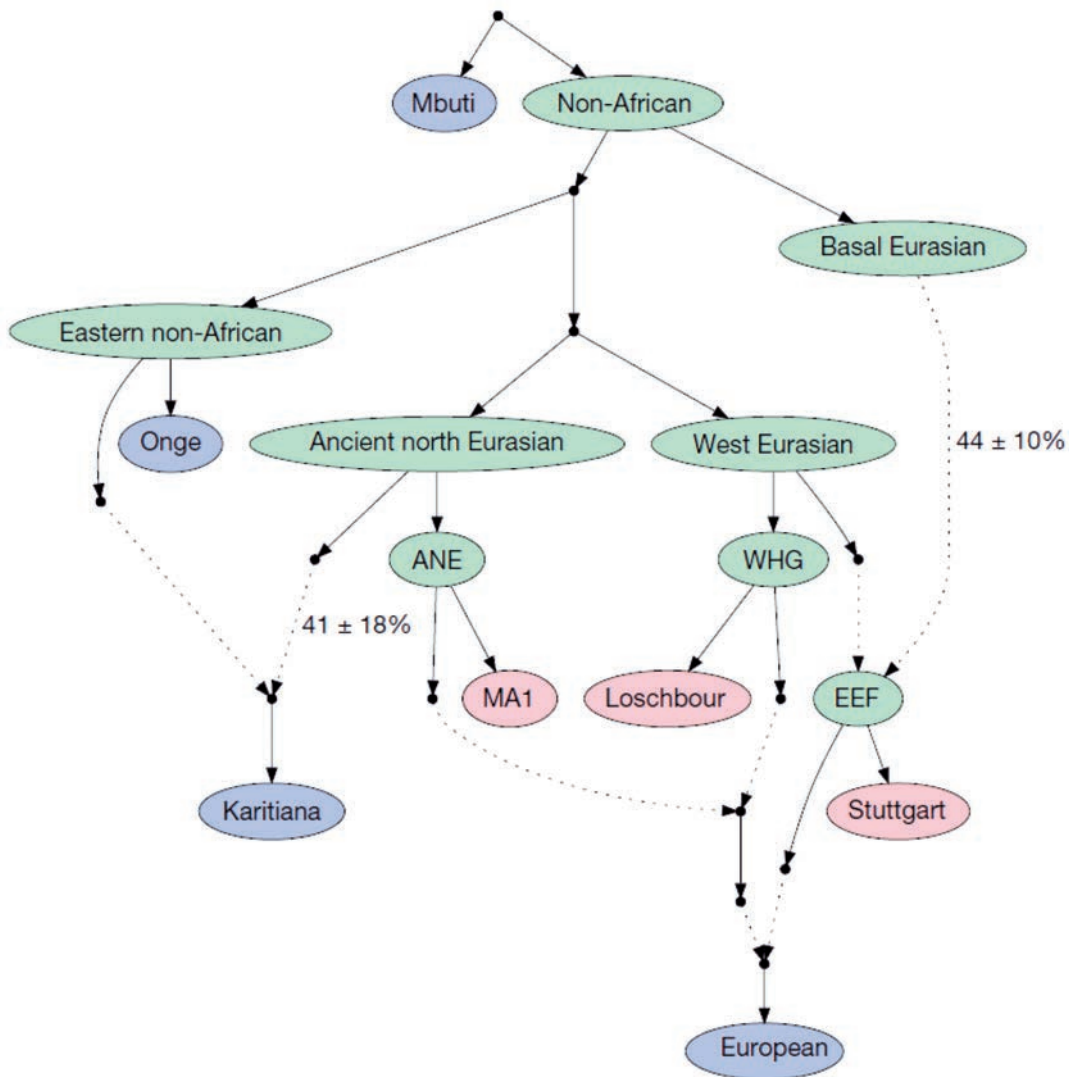 Mbuti
Non-African
Basal Eurasian
Eastern non-African
Onge
Ancient north Eurasian
West Eurasian
44 ± 10%
ANE
WHG
41 ± 18%
MA1
Loschbour
EEF
Karitiana
Stuttgart
European